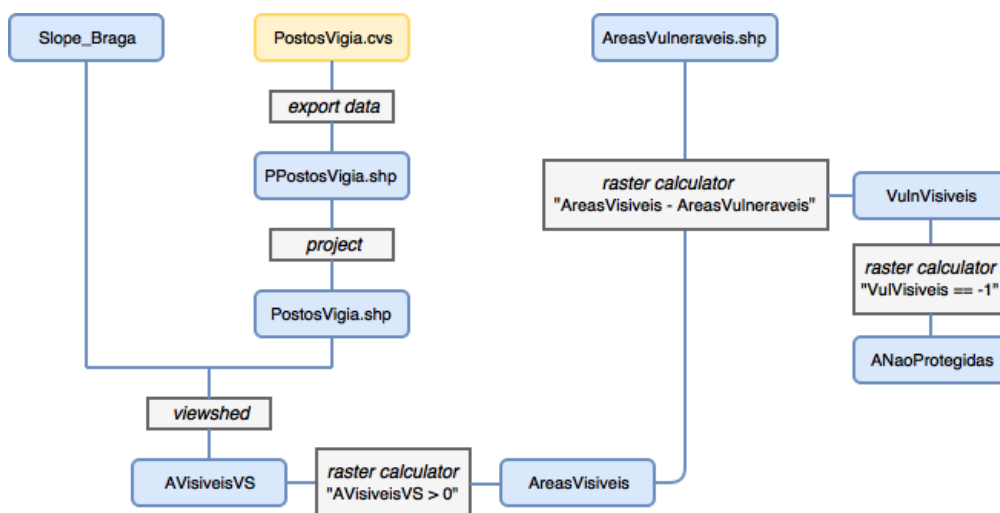 Slope_Braga
PostosVigia.cvs
AreasVulneraveis.shp
export data
PPostosVigia.shp
raster calculator
"AreasVisiveis - AreasVulneraveis"
VulnVisiveis
project
raster calculator
"VulVisiveis == -1"
PostosVigia.shp
ANaoProtegidas
viewshed
AVisiveisVS
raster calculator
"AVisiveisVS > 0"
AreasVisiveis